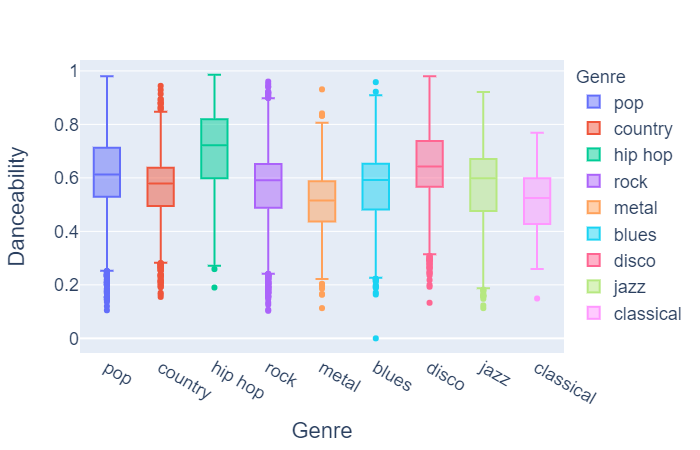 Danceability
1
0.8
0.6
0.4
0.2
0
pop
country
hip hop
rock
metal
blues
disco
jazz
classical
Genre
Genre
pop
country
hip hop
rock
metal
blues
disco
jazz
classical